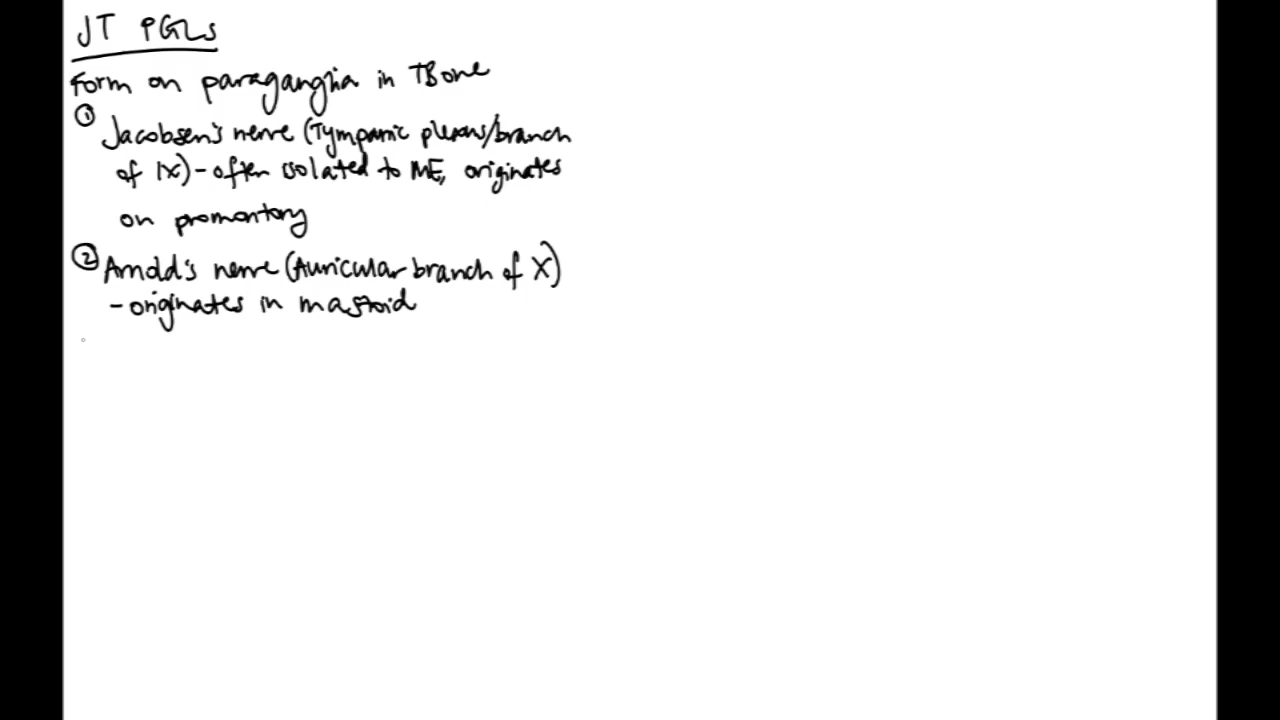 JT PGLs
Form on paraganglia in TBone
① Jacobsen's nerve (Tympanic plexus/branch
of IX) - often isolated to ME, originates
on promontory
② Arnold's nerve (Auricular branch of X)
- originates in mastoid